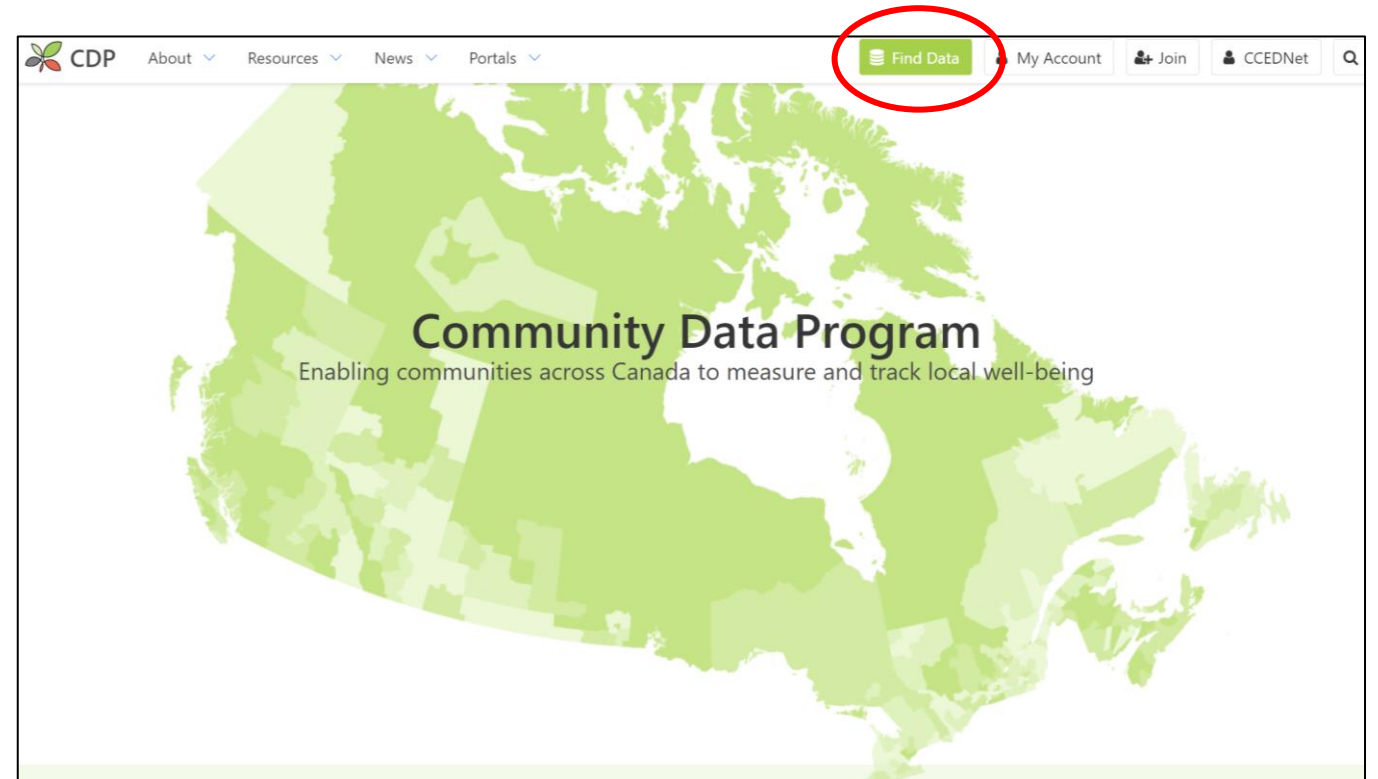 CDP About Resources News Portals Find Data My Account Join CCEDNet
Community Data Program
Enabling communities across Canada to measure and track local well-being